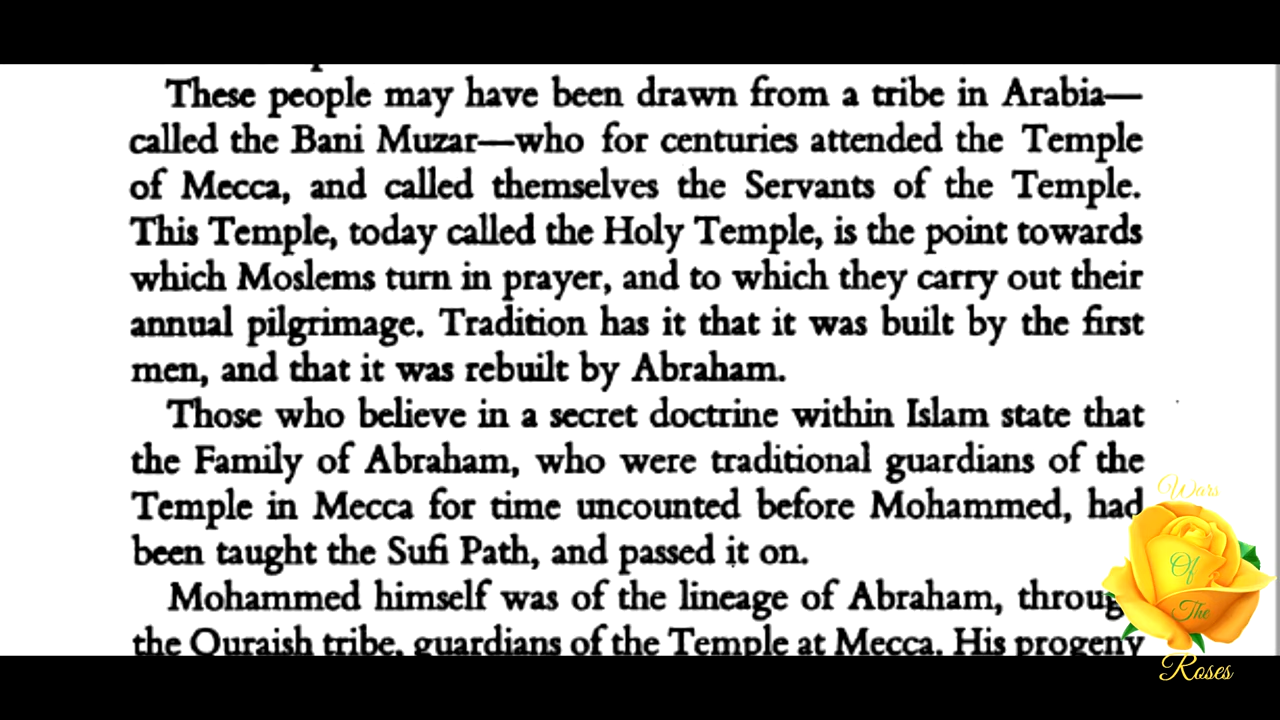 These people may have been drawn from a tribe in Arabia—
called the Bani Muzar—who for centuries attended the Temple
of Mecca, and called themselves the Servants of the Temple.
This Temple, today called the Holy Temple, is the point towards
which Moslems turn in prayer, and to which they carry out their
annual pilgrimage. Tradition has it that it was built by the first
men, and that it was rebuilt by Abraham.
Those who believe in a secret doctrine within Islam state that
the Family of Abraham, who were traditional guardians of the
Temple in Mecca for time uncounted before Mohammed, had
been taught the Sufi Path, and passed it on.
Mohammed himself was of the lineage of Abraham, through
the Quraish tribe, guardians of the Temple at Mecca. His progeny
Wars
Of
The
Roses